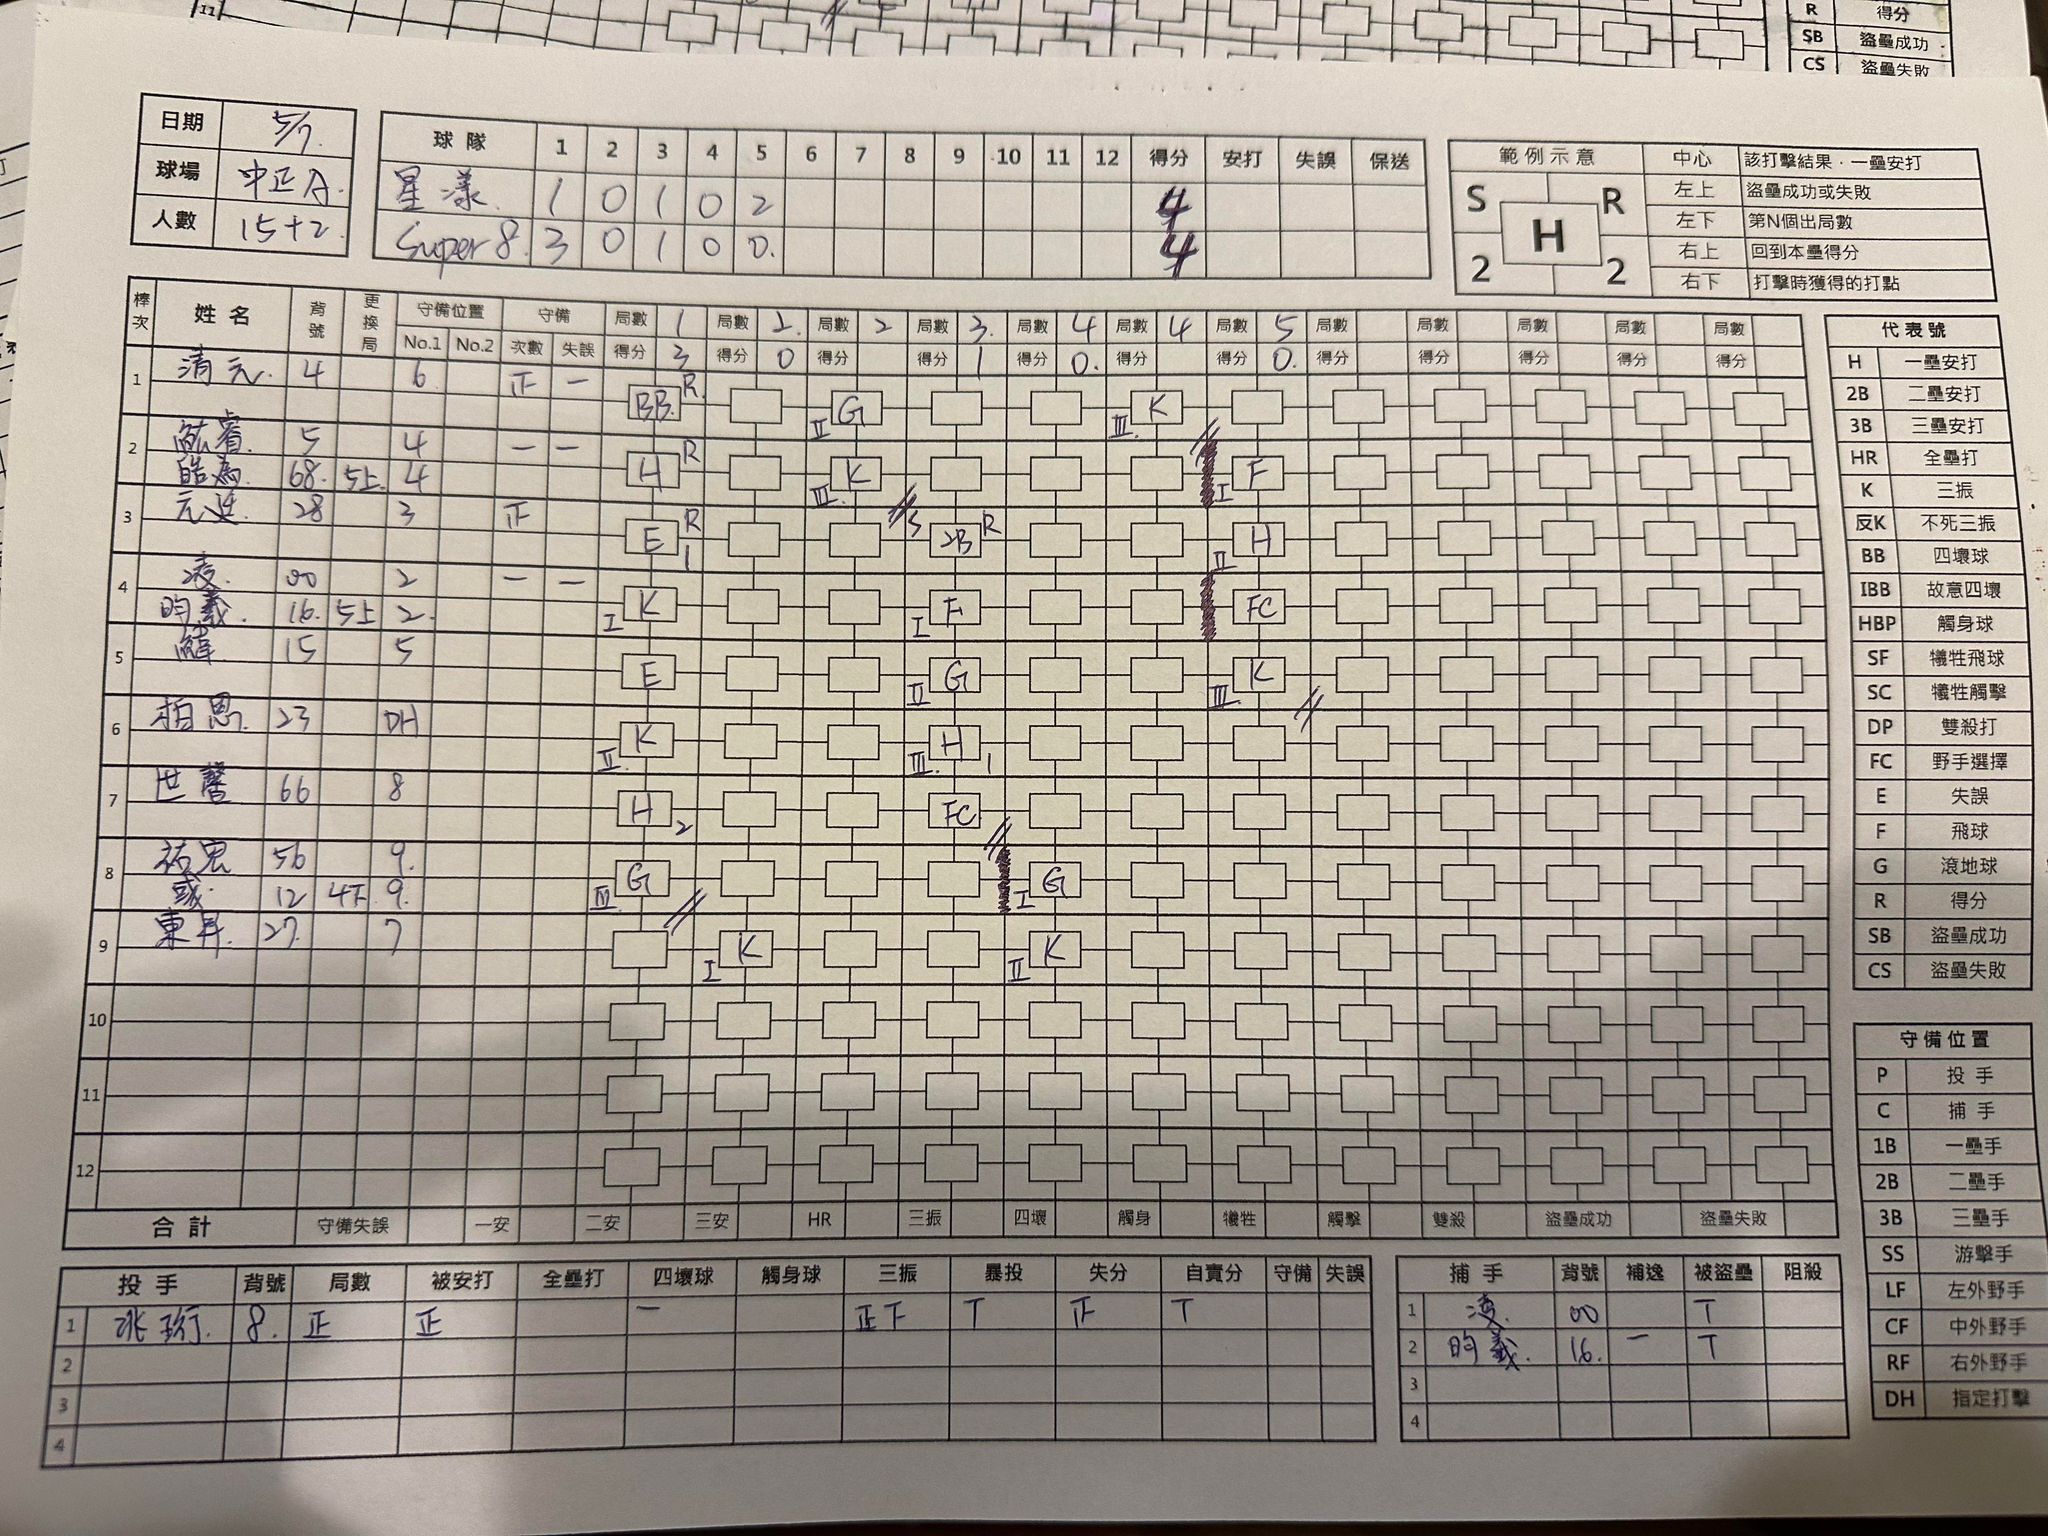 11
R 得分
SB 盜壘成功
CS 盜壘失敗
日期 5/7
球場 中正A.
人數 15+2.
球隊 1 2 3 4 5 6 7 8 9 10 11 12 得分 安打 失誤 保送
星漾. 1 0 1 0 2 4
Super8. 3 0 1 0 0. 4
範例示意 中心 該打擊結果．一壘安打
S R 左上 盜壘成功或失敗
H 左下 第N個出局數
2 2 右上 回到本壘得分
右下 打擊時獲得的打點
棒次 姓名 背號 更換局 守備位置 守備 局數 1 局數 2. 局數 2 局數 3. 局數 4 局數 4 局數 5 局數 局數 局數 局數 局數
No.1 No.2 次數 失誤 得分 3 得分 0 得分 得分 1 得分 0. 得分 得分 0. 得分 得分 得分 得分 得分
1 清元. 4 6 正 一 BB. R. II G III. K
2 5 4 一 一 H R III. K I F
皓為. 68. 5上 4
3 28 3 正 E R 1 S 2B R II H
4 凌. 00 2 一 一 I K I F FC
昀義. 16. 5上 2.
5 15 5 E II G III K
6 柏恩. 23 DH II. K III. H 1
7 世馨 66 8 H 2 FC
8 56 9. III. G I G
12 4下 9.
9 東昇. 27. 7 I K II K
10
11
12
合計 守備失誤 一安 二安 三安 HR 三振 四壞 觸身 犧牲 觸擊 雙殺 盜壘成功 盜壘失敗
代表號
H 一壘安打
2B 二壘安打
3B 三壘安打
HR 全壘打
K 三振
反K 不死三振
BB 四壞球
IBB 故意四壞
HBP 觸身球
SF 犧牲飛球
SC 犧牲觸擊
DP 雙殺打
FC 野手選擇
E 失誤
F 飛球
G 滾地球
R 得分
SB 盜壘成功
CS 盜壘失敗
守備位置
P 投手
C 捕手
1B 一壘手
2B 二壘手
3B 三壘手
SS 游擊手
LF 左外野手
CF 中外野手
RF 右外野手
DH 指定打擊
投手 背號 局數 被安打 全壘打 四壞球 觸身球 三振 暴投 失分 自責分 守備 失誤
1 兆珩. 8. 正 正 一 正下 T 正 T
2
3
4
捕手 背號 補逸 被盜壘 阻殺
1 凌. 00 T
2 昀義. 16. 一 T
3
4